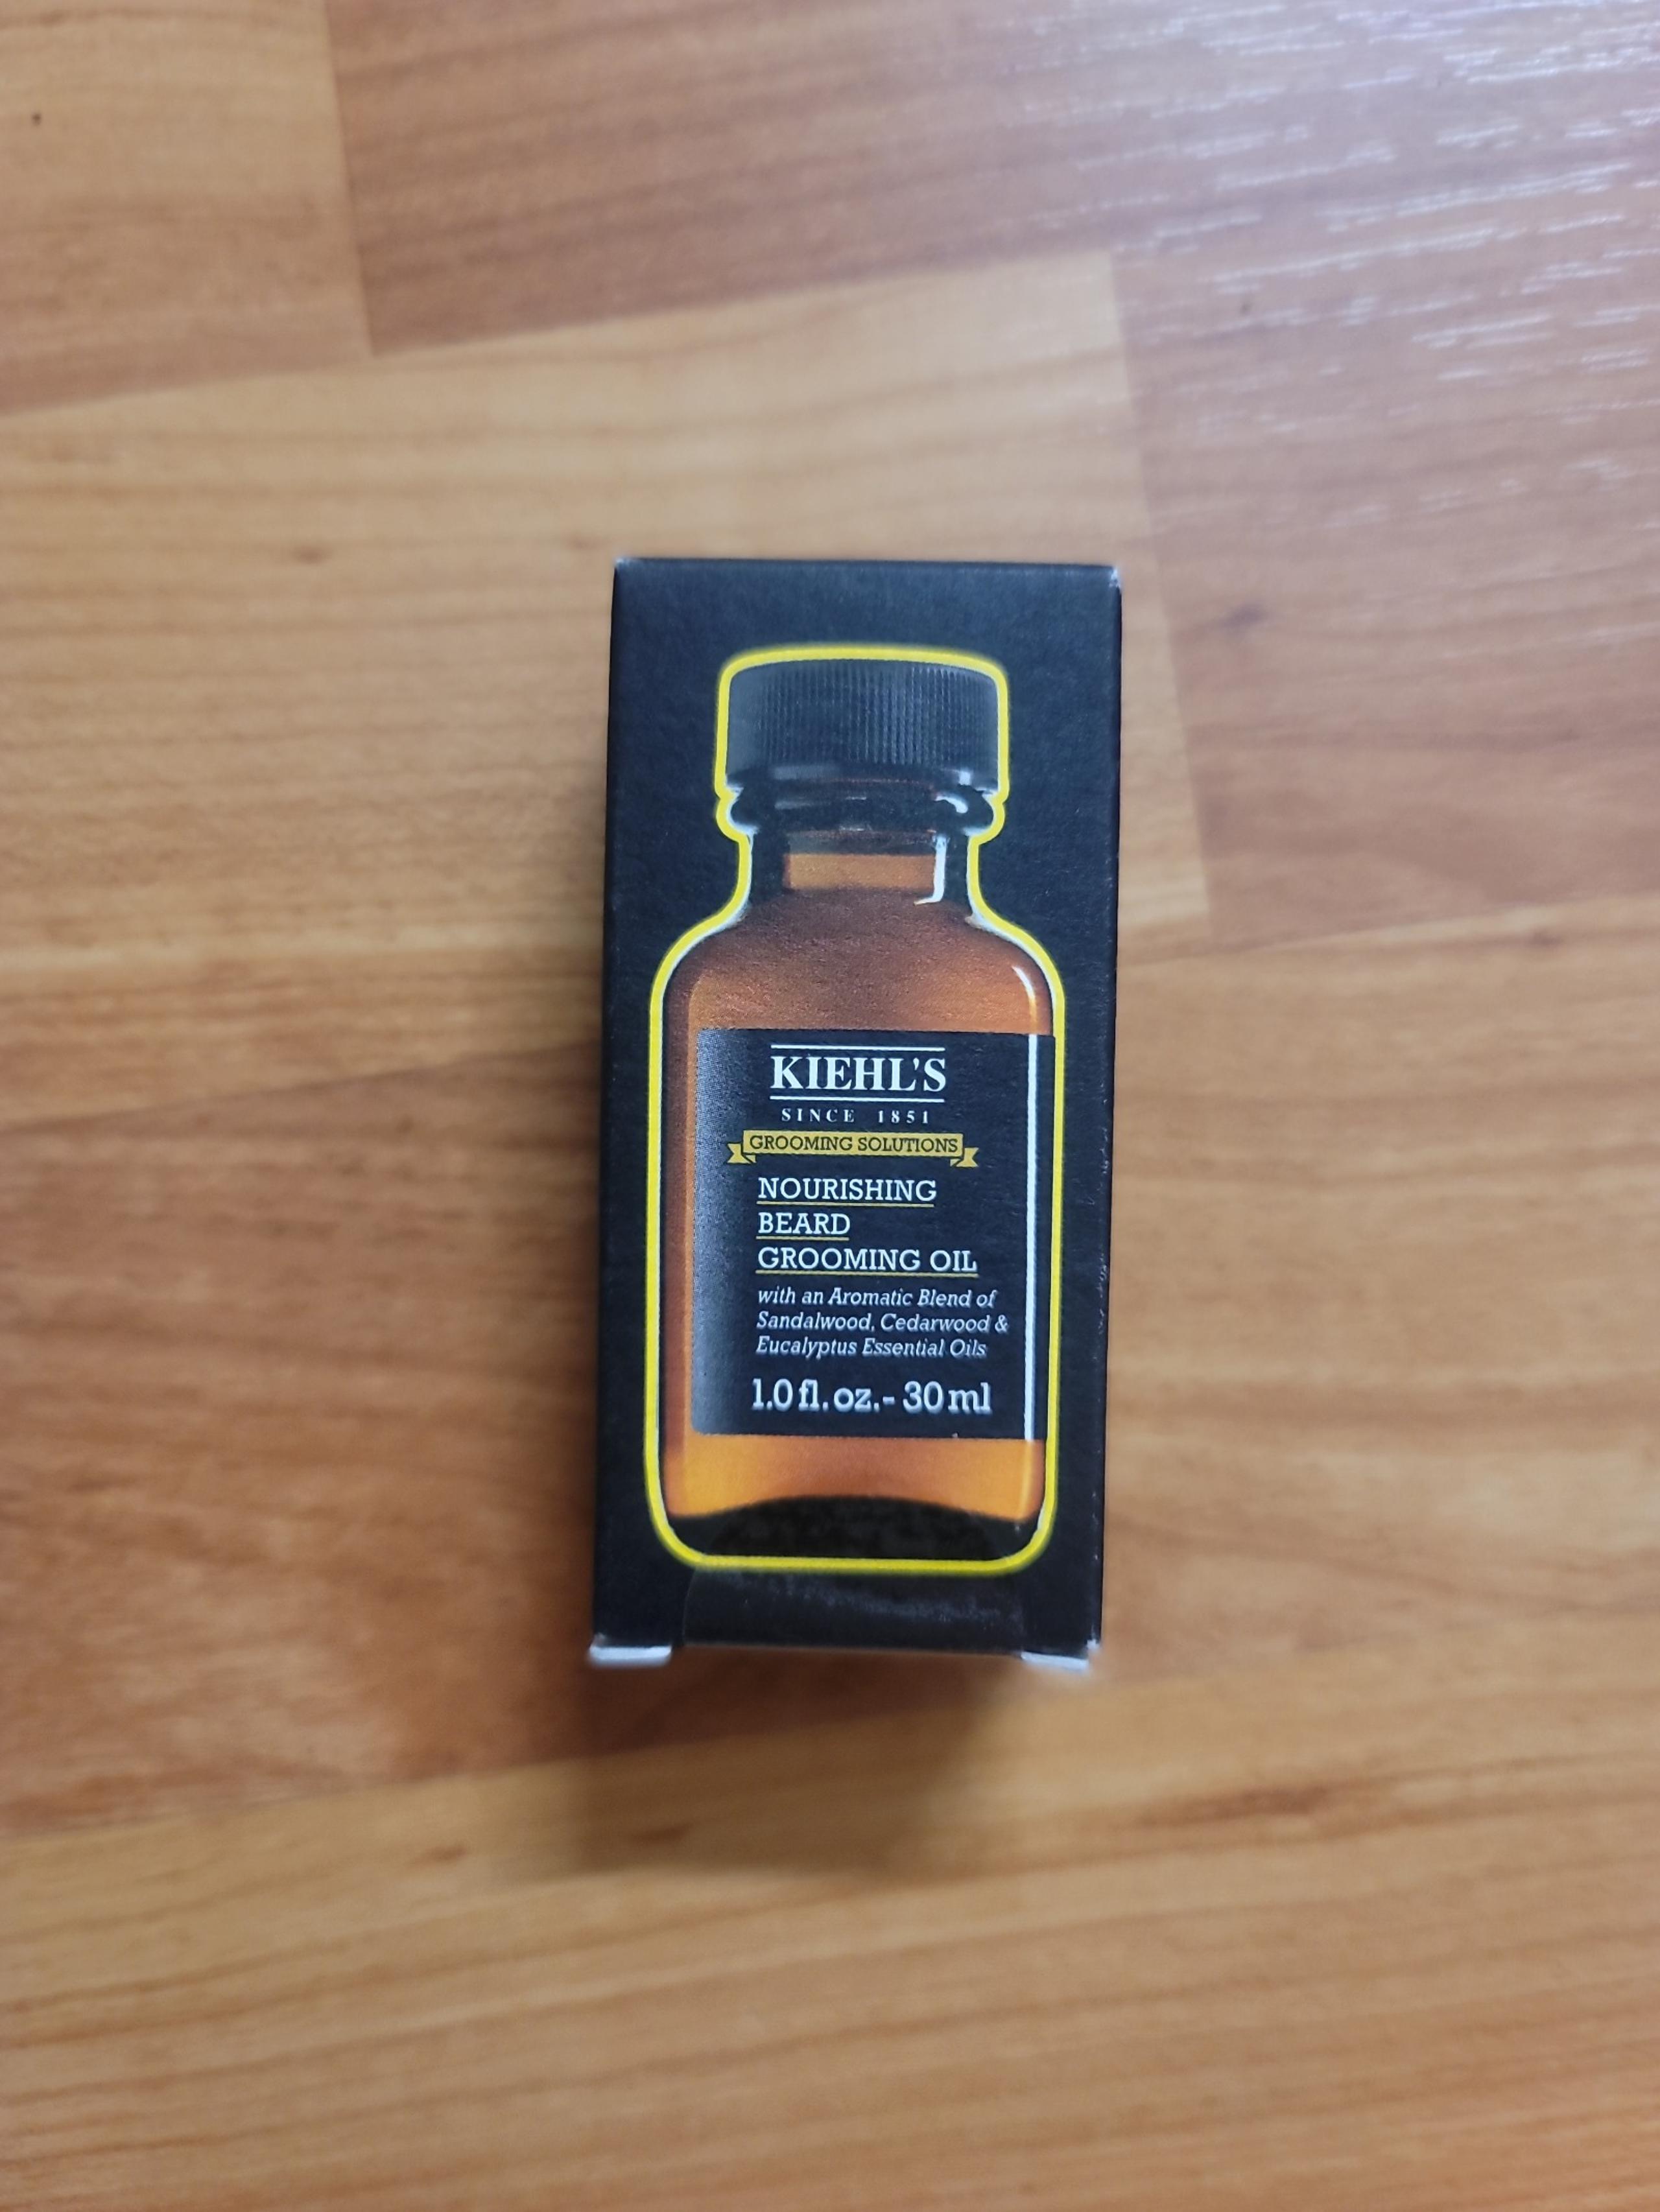 KIEHL'S
SINCE 1851
GROOMING SOLUTIONS
NOURISHING
BEARD
GROOMING OIL
with an Aromatic Blend of
Sandalwood, Cedarwood &
Eucalyptus Essential Oils
1.0 fl. oz. - 30 ml